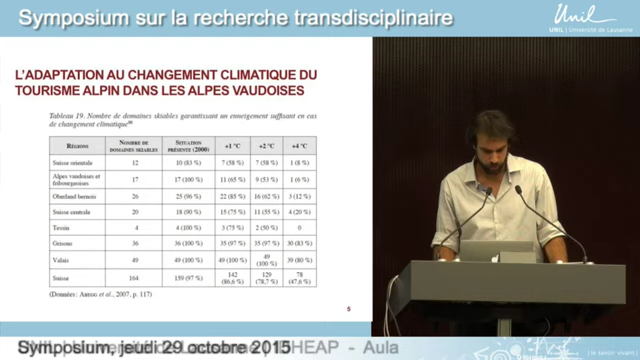 Symposium sur la recherche transdisciplinaire
Unil
UNIL | Université de Lausanne
L'ADAPTATION AU CHANGEMENT CLIMATIQUE DU
TOURISME ALPIN DANS LES ALPES VAUDOISES
Tableau 19. Nombre de domaines skiables garantissant un enneigement suffisant en cas
de changement climatique
RÉGIONS NOMBRE DE DOMAINES SKIABLES SITUATION PRÉSENTE (2000) +1 °C +2 °C +4 °C
Suisse orientale 12 10 (83 %) 7 (58 %) 7 (58 %) 1 (8 %)
Alpes vaudoises et fribourgeoises 17 17 (100 %) 11 (65 %) 9 (53 %) 1 (6 %)
Oberland bernois 26 25 (96 %) 22 (85 %) 16 (62 %) 3 (12 %)
Suisse centrale 20 18 (90 %) 15 (75 %) 11 (55 %) 4 (20 %)
Tessin 4 4 (100 %) 3 (75 %) 2 (50 %) 0
Grisons 36 36 (100 %) 35 (97 %) 35 (97 %) 30 (83 %)
Valais 49 49 (100 %) 49 (100 %) 49 (100 %) 39 (80 %)
Suisse 164 159 (97 %) 142 (86,6 %) 129 (78,7 %) 78 (47,6 %)
(Données : et al., 2007, p. 117)
5
Symposium, jeudi 29 octobre 2015
Aula